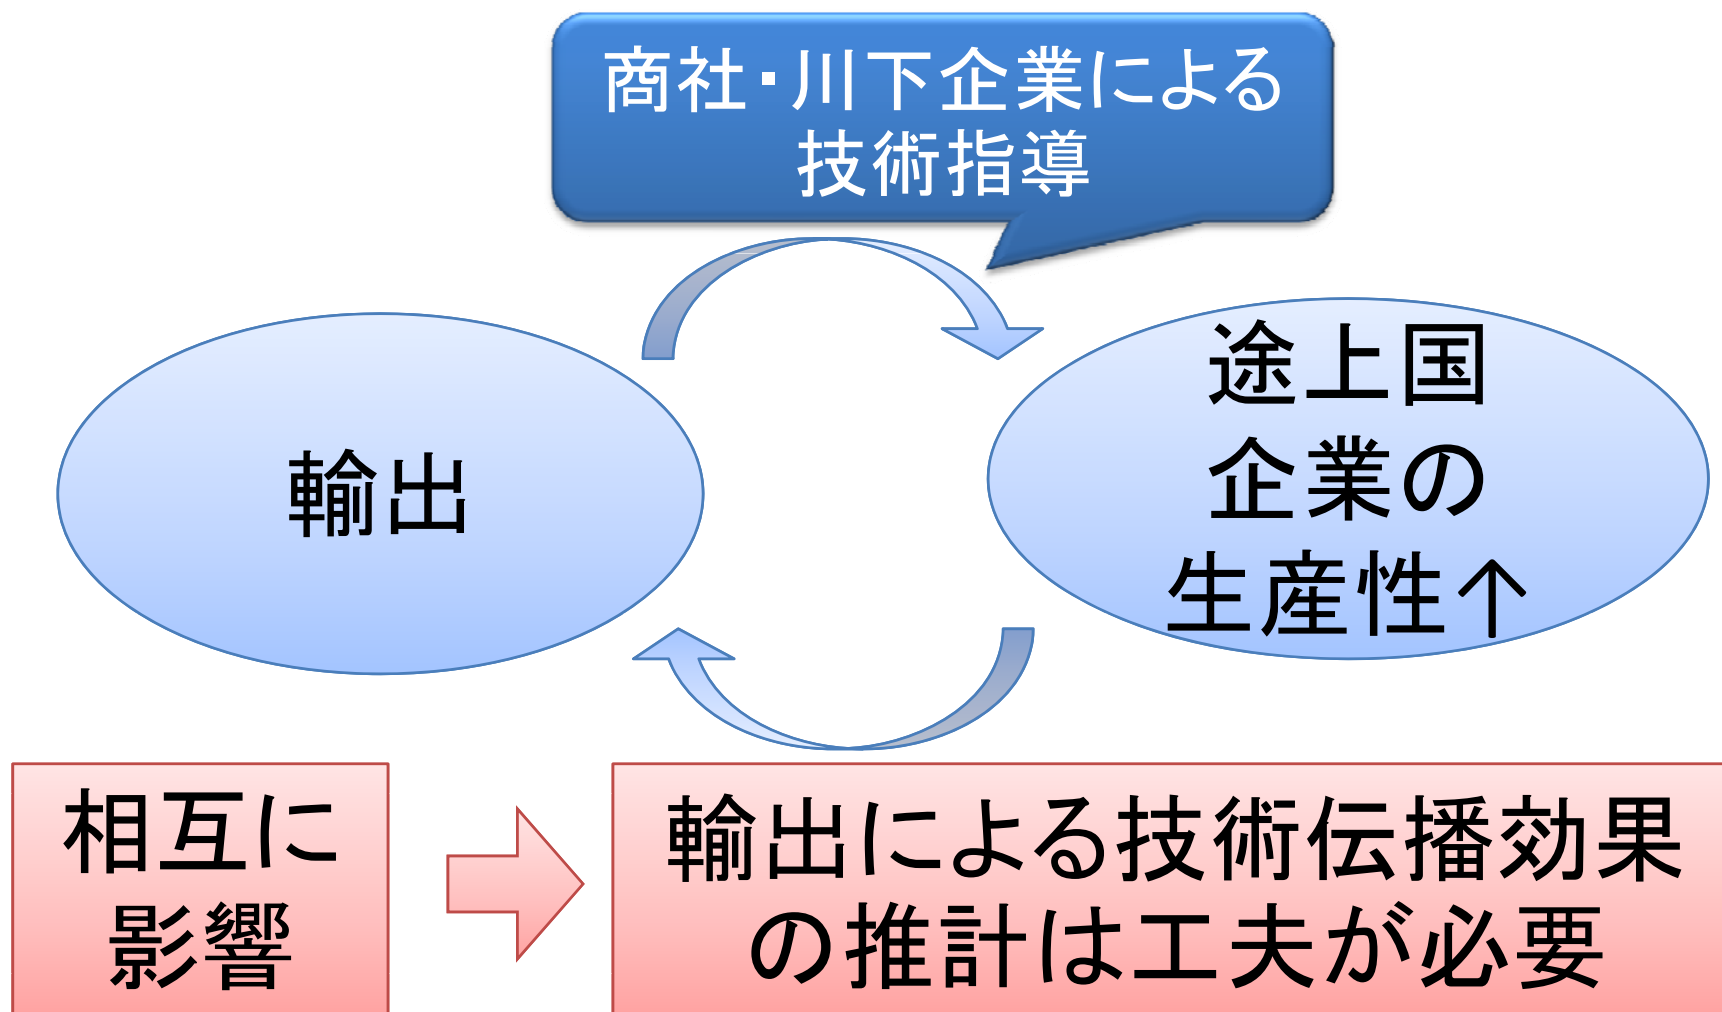 商社・川下企業による
技術指導
輸出
途上国
企業の
生産性↑
相互に
影響
輸出による技術伝播効果
の推計は工夫が必要